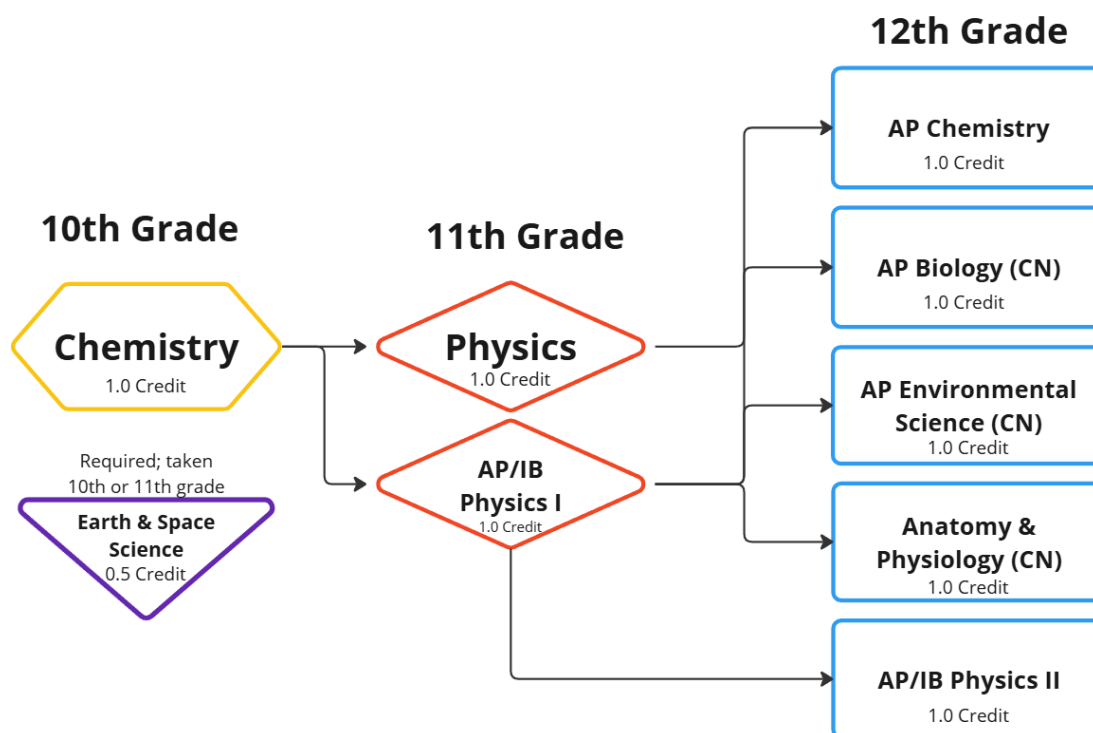 10th Grade
Chemistry
1.0 Credit
Required; taken
10th or 11th grade
Earth & Space
Science
0.5 Credit
11th Grade
Physics
1.0 Credit
AP/IB
Physics I
1.0 Credit
12th Grade
AP Chemistry
1.0 Credit
AP Biology (CN)
1.0 Credit
AP Environmental
Science (CN)
1.0 Credit
Anatomy &
Physiology (CN)
1.0 Credit
AP/IB Physics II
1.0 Credit